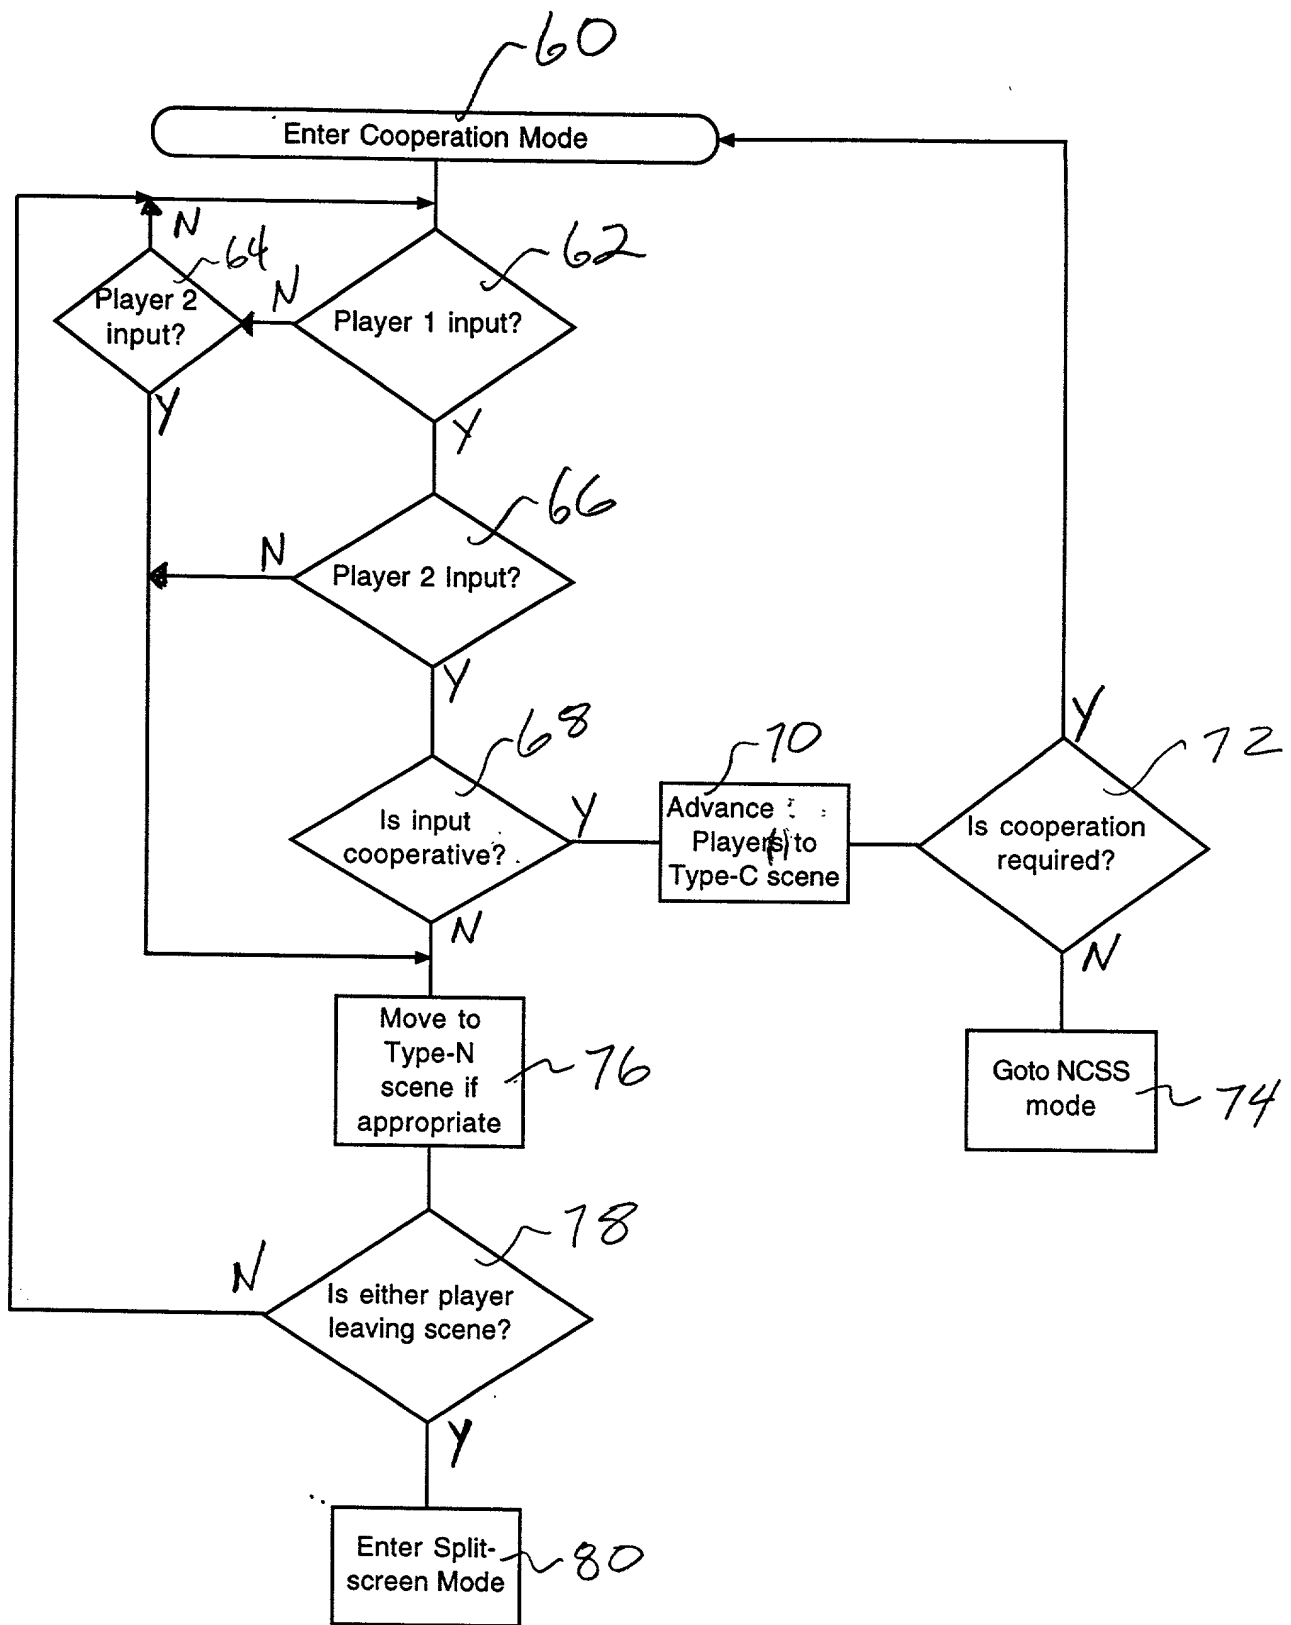 60
Enter Cooperation Mode
N
64
62
N
Player 2
input?
Player 1 input?
Y
Y
66
N
Player 2 Input?
Y
68
70
Y
72
Y
Advance
Players to
Type-C scene
Is input
cooperative?
Is cooperation
required?
N
N
Move to
Type-N
scene if
appropriate
76
Goto NCSS
mode
74
78
N
Is either player
leaving scene?
Y
Enter Split-
screen Mode
80